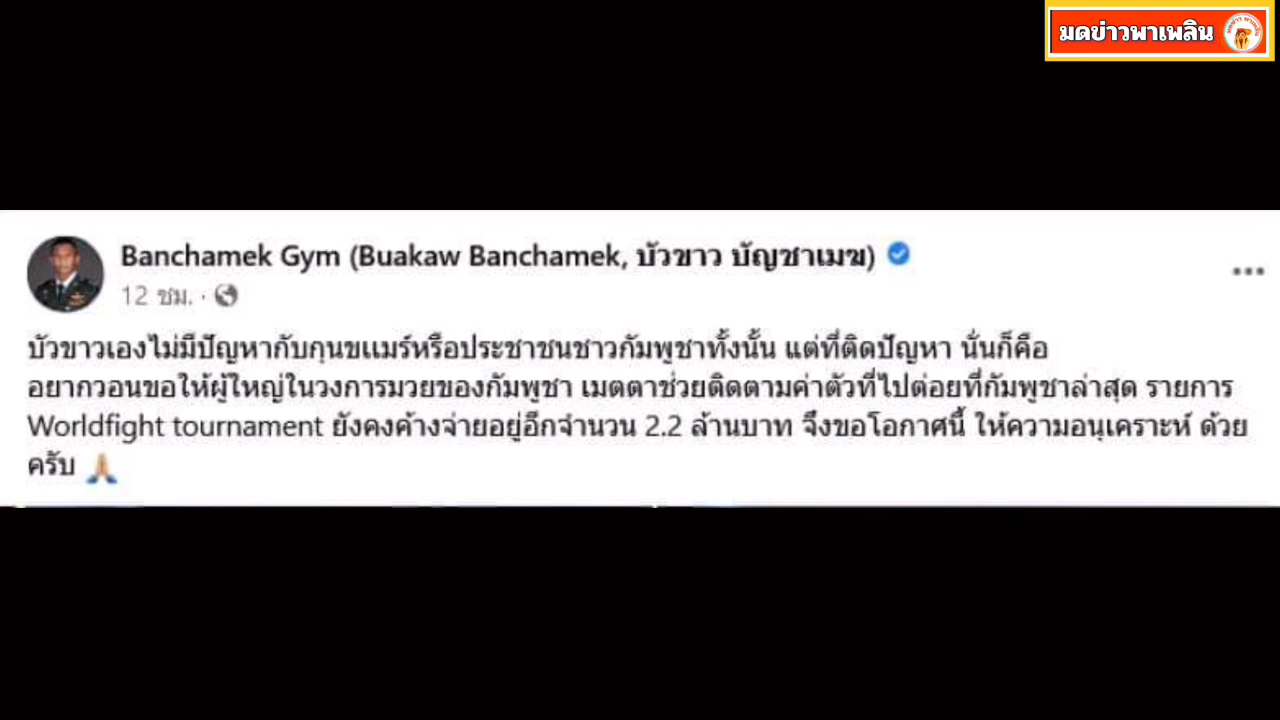 มดข่าวพาเพลิน
Banchamek Gym (Buakaw Banchamek, บัวขาว บัญชาเมฆ)
12 ชม.
บัวขาวเองไม่มีปัญหากับกุนขแมร์หรือประชาชนชาวกัมพูชาทั้งนั้น แต่ที่ติดปัญหา นั่นก็คือ
อยากวอนขอให้ผู้ใหญ่ในวงการมวยของกัมพูชา เมตตาช่วยติดตามค่าตัวที่ไปต่อยที่กัมพูชาล่าสุด รายการ
Worldfight tournament ยังคงค้างจ่ายอยู่อีกจำนวน 2.2 ล้านบาท จึงขอโอกาศนี้ ให้ความอนุเคราะห์ ด้วย
ครับ 🙏🏼